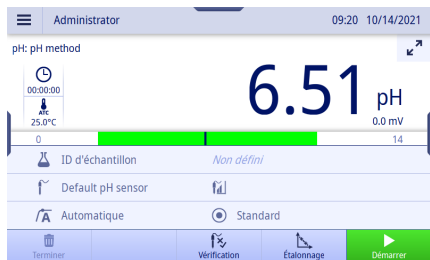 Administrator 09:20 10/14/2021
pH: pH method
00:00:00
ATC
25.0°C
6.51 pH
0.0 mV
0 14
ID d'échantillon Non défini
Default pH sensor
Automatique Standard
Terminer Vérification Étalonnage Démarrer